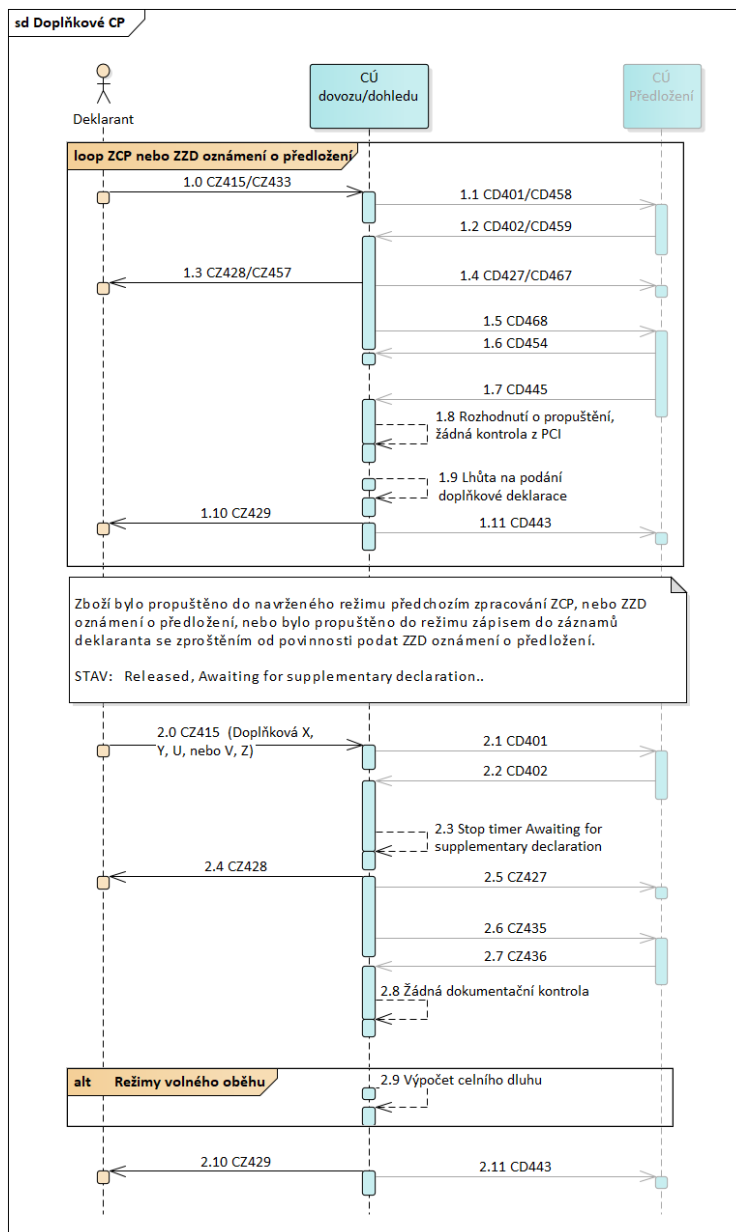 sd Doplňkové CP
Deklarant
CÚ
dovozu/dohledu
CÚ
Předložení
loop ZCP nebo ZZD oznámení o předložení
1.0 CZ415/CZ433
1.1 CD401/CD458
1.2 CD402/CD459
1.3 CZ428/CZ457
1.4 CD427/CD467
1.5 CD468
1.6 CD454
1.7 CD445
1.8 Rozhodnutí o propuštění,
žádná kontrola z PCI
1.9 Lhůta na podání
doplňkové deklarace
1.10 CZ429
1.11 CD443
Zboží bylo propuštěno do navrženého režimu předchozím zpracování ZCP, nebo ZZD
oznámení o předložení, nebo bylo propuštěno do režimu zápisem do záznamů
deklaranta se zproštěním od povinnosti podat ZZD oznámení o předložení.
STAV: Released, Awaiting for supplementary declaration..
2.0 CZ415 (Doplňková X,
Y, U, nebo V, Z)
2.1 CD401
2.2 CD402
2.3 Stop timer Awaiting for
supplementary declaration
2.4 CZ428
2.5 CZ427
2.6 CZ435
2.7 CZ436
2.8 Žádná dokumentační kontrola
alt Režimy volného oběhu
2.9 Výpočet celního dluhu
2.10 CZ429
2.11 CD443